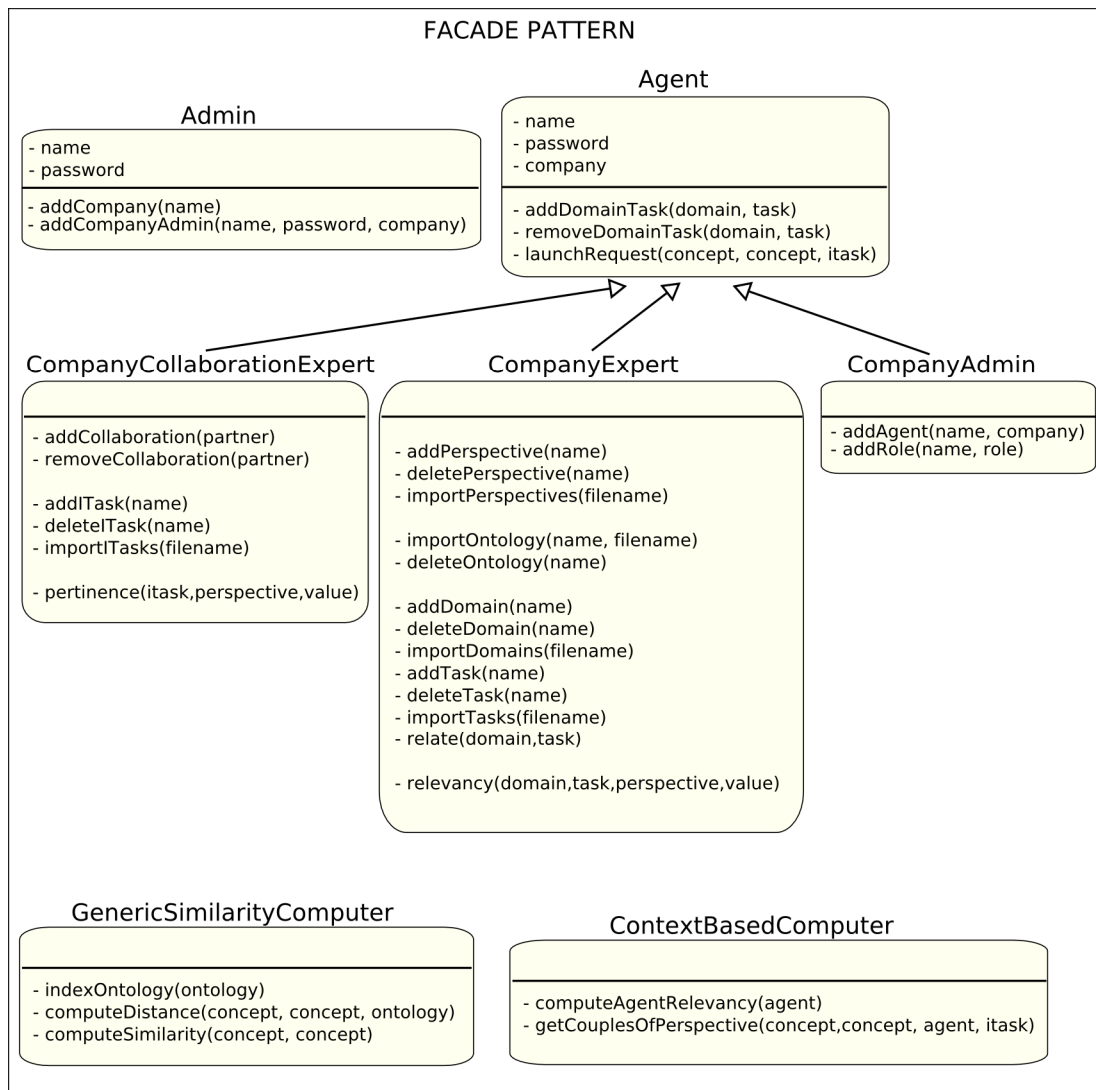 FACADE PATTERN
Admin
- name
- password
- addCompany(name)
- addCompanyAdmin(name, password, company)
Agent
- name
- password
- company
- addDomainTask(domain, task)
- removeDomainTask(domain, task)
- launchRequest(concept, concept, itask)
CompanyCollaborationExpert
- addCollaboration(partner)
- removeCollaboration(partner)
- addITask(name)
- deleteITask(name)
- importITasks(filename)
- pertinence(itask,perspective,value)
CompanyExpert
- addPerspective(name)
- deletePerspective(name)
- importPerspectives(filename)
- importOntology(name, filename)
- deleteOntology(name)
- addDomain(name)
- deleteDomain(name)
- importDomains(filename)
- addTask(name)
- deleteTask(name)
- importTasks(filename)
- relate(domain,task)
- relevancy(domain,task,perspective,value)
CompanyAdmin
- addAgent(name, company)
- addRole(name, role)
GenericSimilarityComputer
- indexOntology(ontology)
- computeDistance(concept, concept, ontology)
- computeSimilarity(concept, concept)
ContextBasedComputer
- computeAgentRelevancy(agent)
- getCouplesOfPerspective(concept,concept, agent, itask)